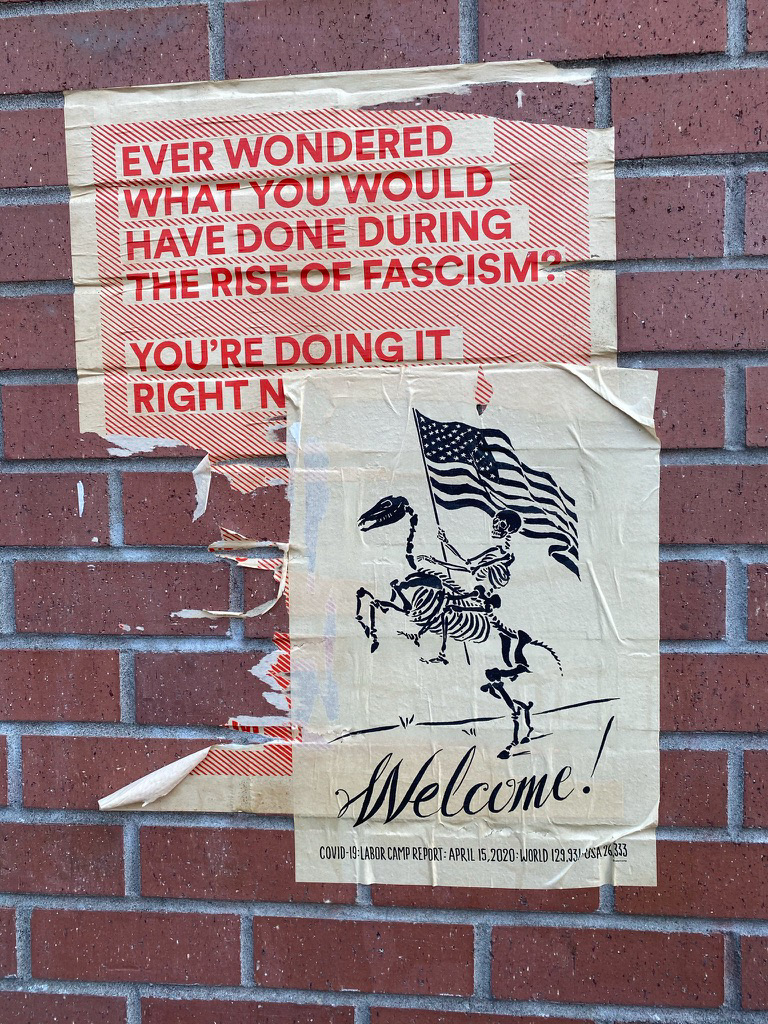 EVER WONDERED
WHAT YOU WOULD
HAVE DONE DURING
THE RISE OF FASCISM?
YOU'RE DOING IT
RIGHT N
Welcome!
COVID-19: LABOR CAMP REPORT: APRIL 15, 2020: WORLD 129,931 USA 26,333